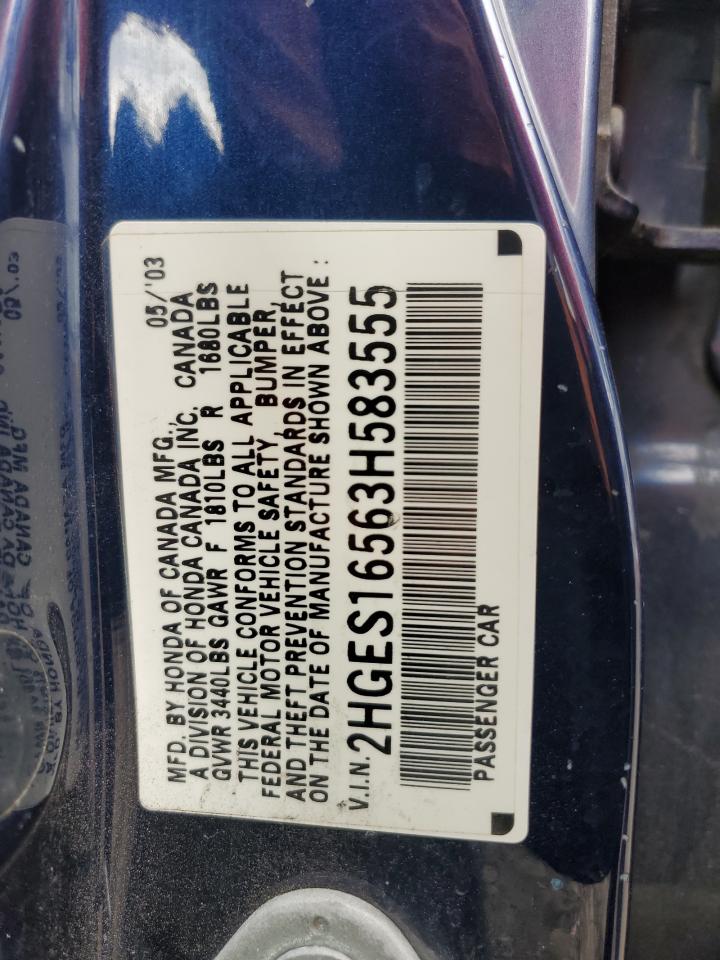 05/'03
MFD. BY HONDA OF CANADA MFG.,
A DIVISION OF HONDA CANADA INC. CANADA
GVWR 3440LBS GAWR F 1810LBS R 1680LBS
THIS VEHICLE CONFORMS TO ALL APPLICABLE
FEDERAL MOTOR VEHICLE SAFETY, BUMPER,
AND THEFT PREVENTION STANDARDS IN EFFECT
ON THE DATE OF MANUFACTURE SHOWN ABOVE :
V.I.N. 2HGES16563H583555
PASSENGER CAR